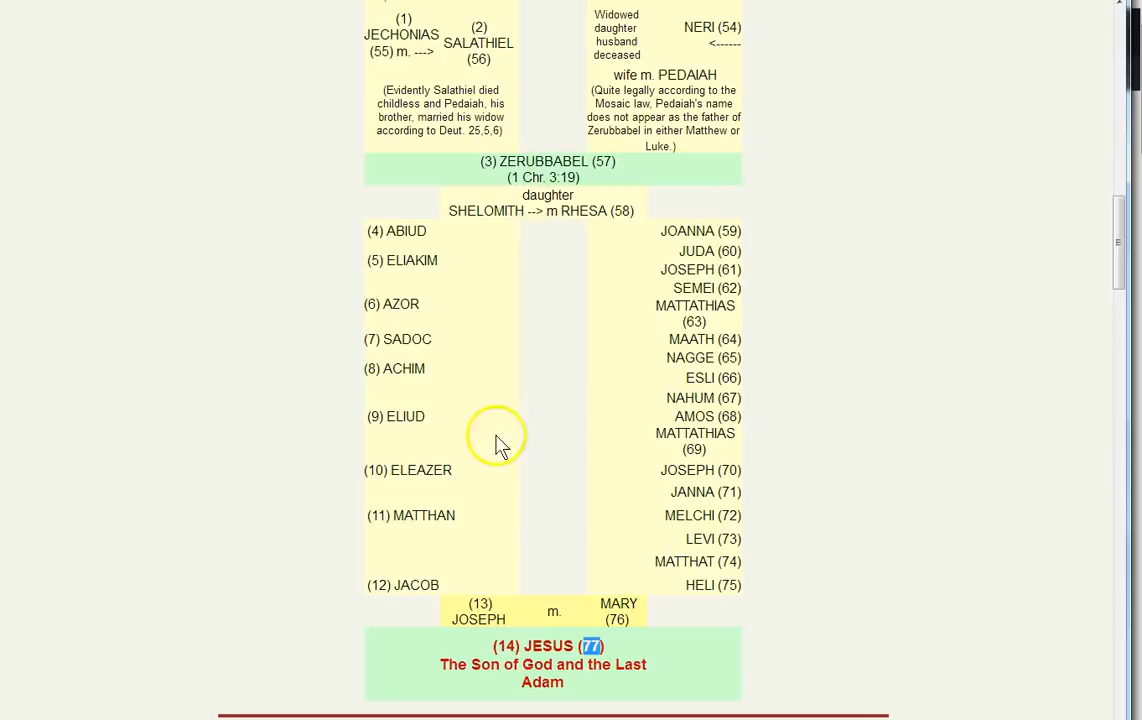 (1)
JECHONIAS
(55) m. --->
(2)
SALATHIEL
(56)
(Evidently Salathiel died
childless and Pedaiah, his
brother, married his widow
according to Deut. 25,5,6)
Widowed
daughter
husband
deceased
NERI (54)
<------
wife m. PEDAIAH
(Quite legally according to the
Mosaic law, Pedaiah's name
does not appear as the father of
Zerubbabel in either Matthew or
Luke.)
(3) ZERUBBABEL (57)
(1 Chr. 3:19)
daughter
SHELOMITH --> m RHESA (58)
(4) ABIUD
(5) ELIAKIM
(6) AZOR
(7) SADOC
(8) ACHIM
(9) ELIUD
(10) ELEAZER
(11) MATTHAN
(12) JACOB
JOANNA (59)
JUDA (60)
JOSEPH (61)
SEMEI (62)
MATTATHIAS
(63)
MAATH (64)
NAGGE (65)
ESLI (66)
NAHUM (67)
AMOS (68)
MATTATHIAS
(69)
JOSEPH (70)
JANNA (71)
MELCHI (72)
LEVI (73)
MATTHAT (74)
HELI (75)
(13)
JOSEPH
m.
MARY
(76)
(14) JESUS (77)
The Son of God and the Last
Adam